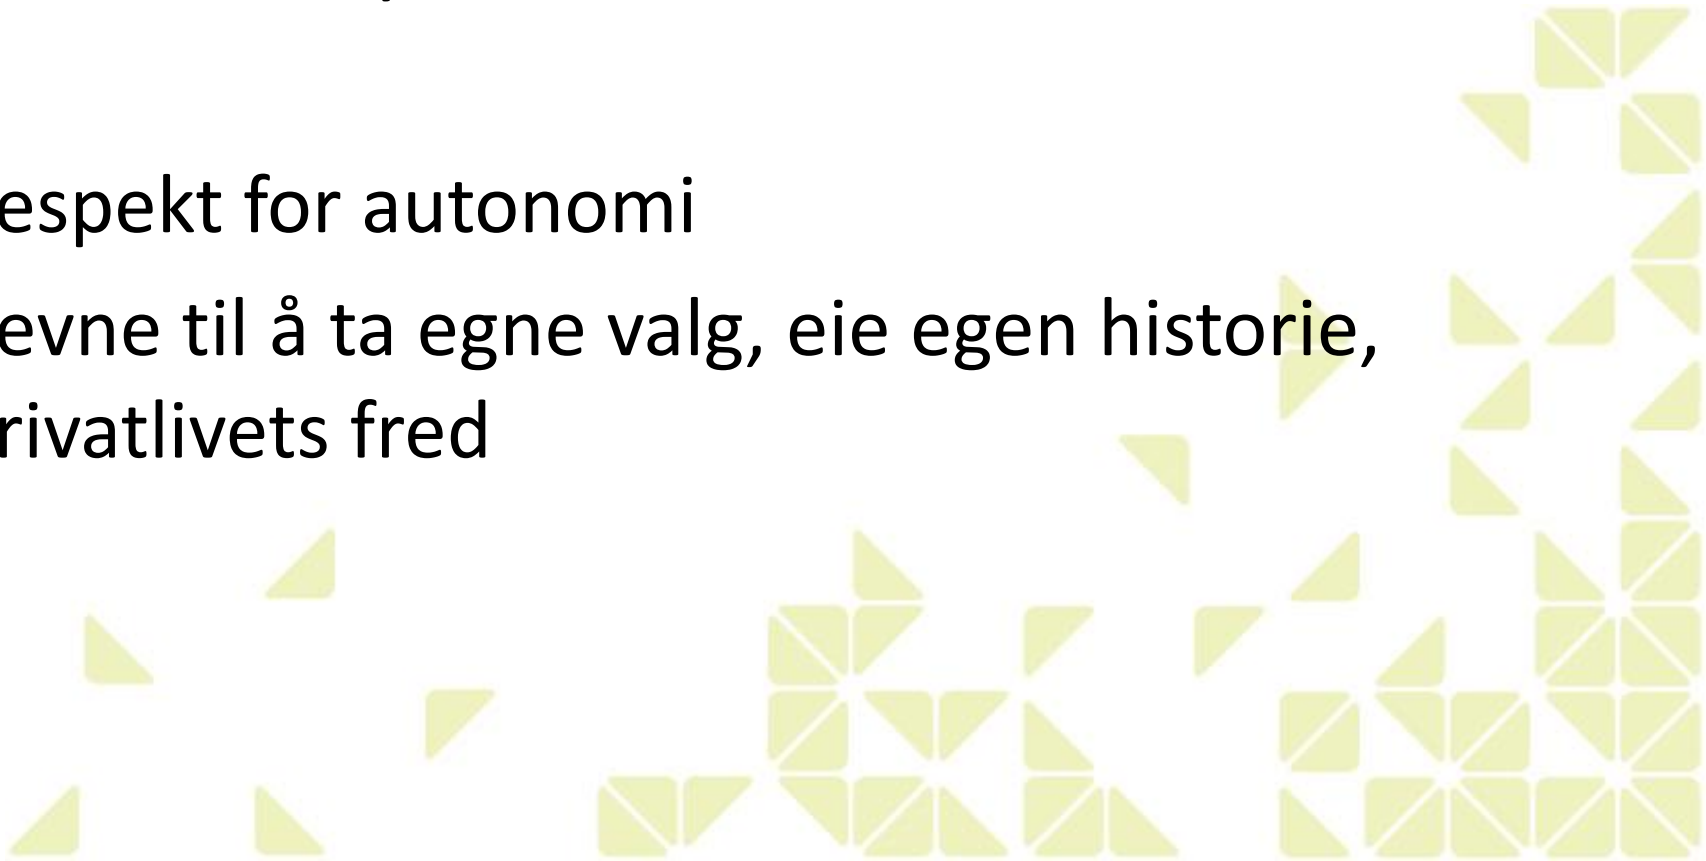 espekt for autonomi
evne til å ta egne valg, eie egen historie,
rivatlivets fred